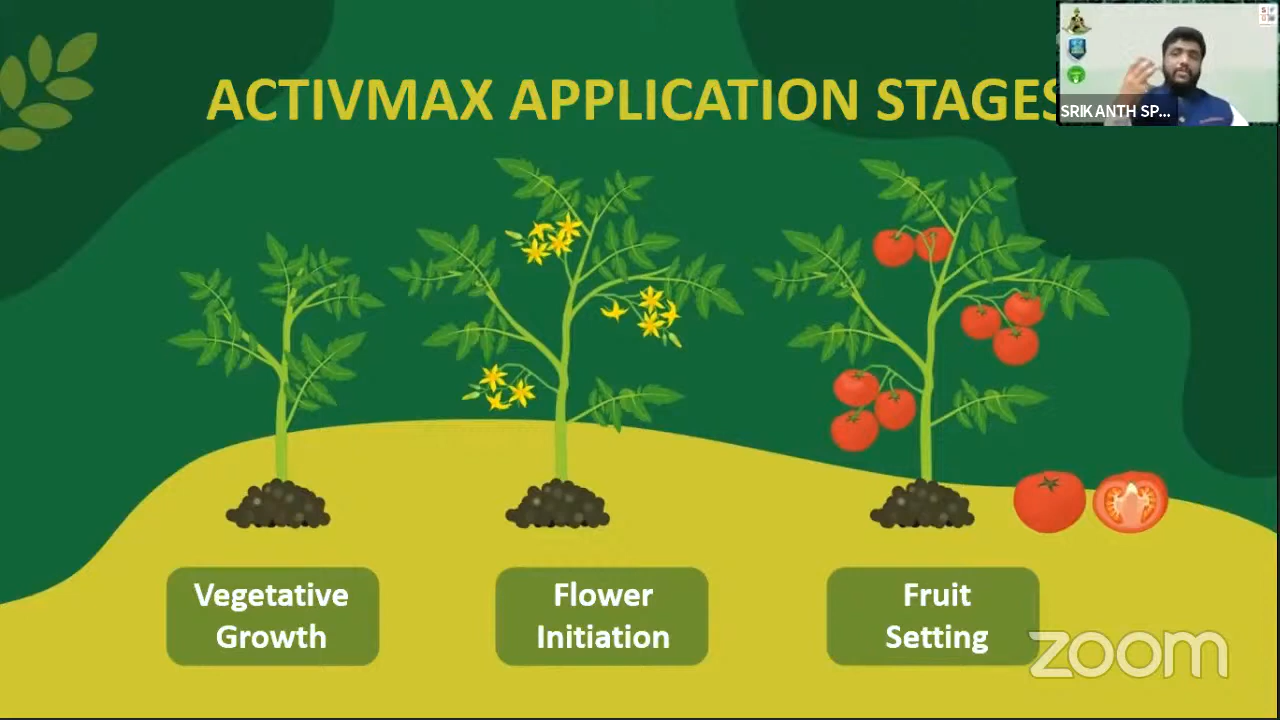 ACTIVMAX APPLICATION STAGES
SRIKANTH SP...
Vegetative
Growth
Flower
Initiation
Fruit
Setting
zoom